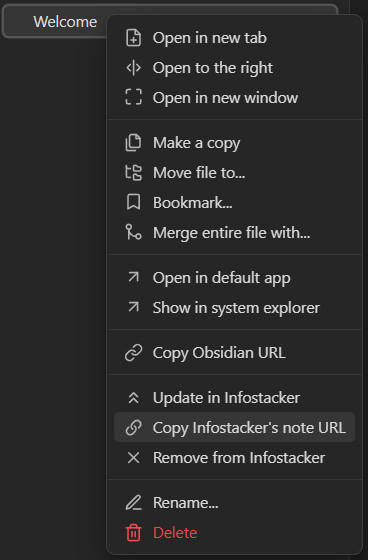 Welcome
Open in new tab
Open to the right
Open in new window
Make a copy
Move file to...
Bookmark...
Merge entire file with...
Open in default app
Show in system explorer
Copy Obsidian URL
Update in Infostacker
Copy Infostacker's note URL
Remove from Infostacker
Rename...
Delete